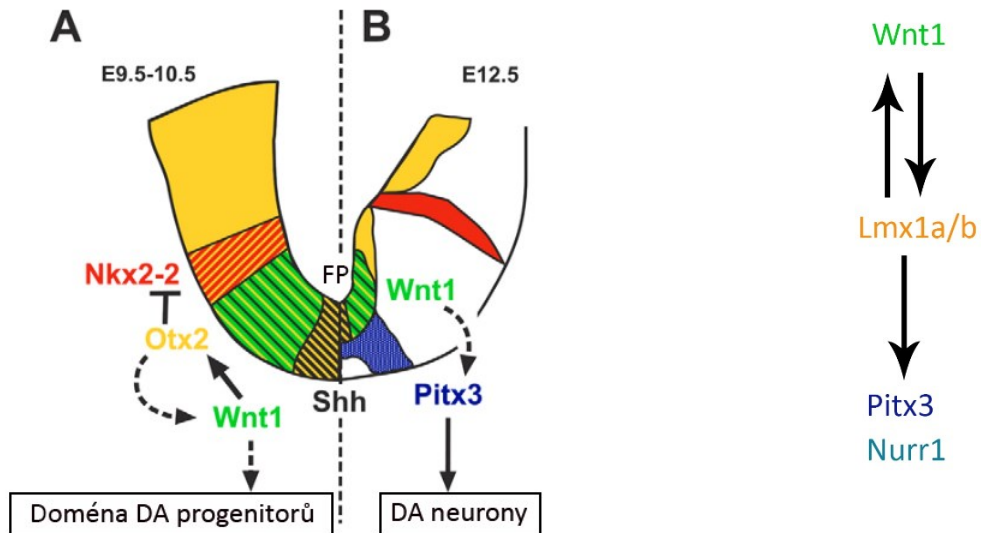 A
B
E9.5-10.5
E12.5
FP
Nkx2-2
Otx2
Wnt1
Shh
Wnt1
Pitx3
Doména DA progenitorů
DA neurony
Wnt1
Lmx1a/b
Pitx3
Nurr1